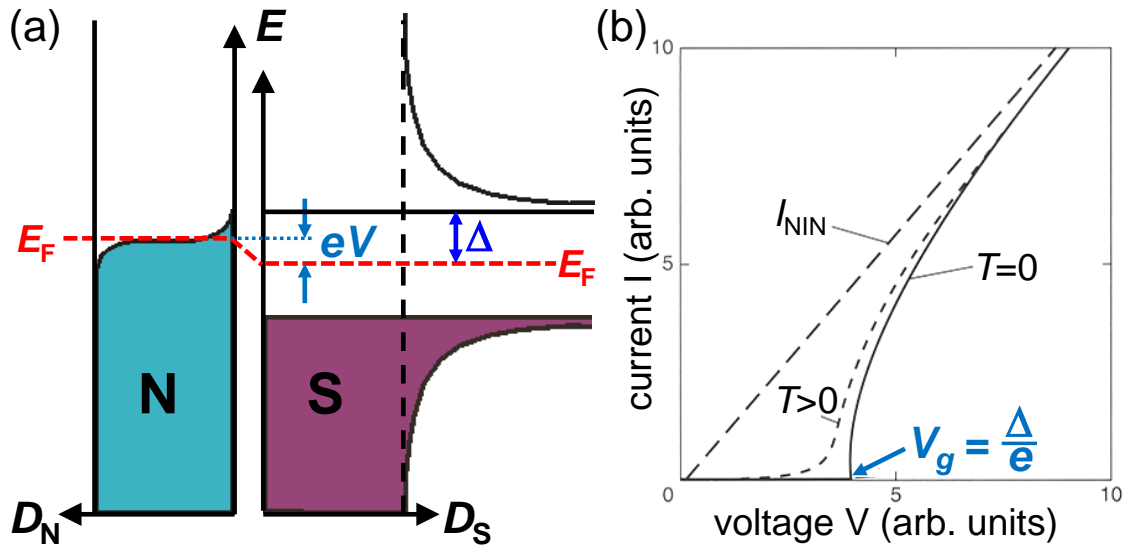 (a)
E
E_F
eV
Δ
E_F
N
S
D_N
D_S
(b)
10
current I (arb. units)
I_NIN
T=0
5
T>0
V_g = Δ/e
0
5
10
voltage V (arb. units)